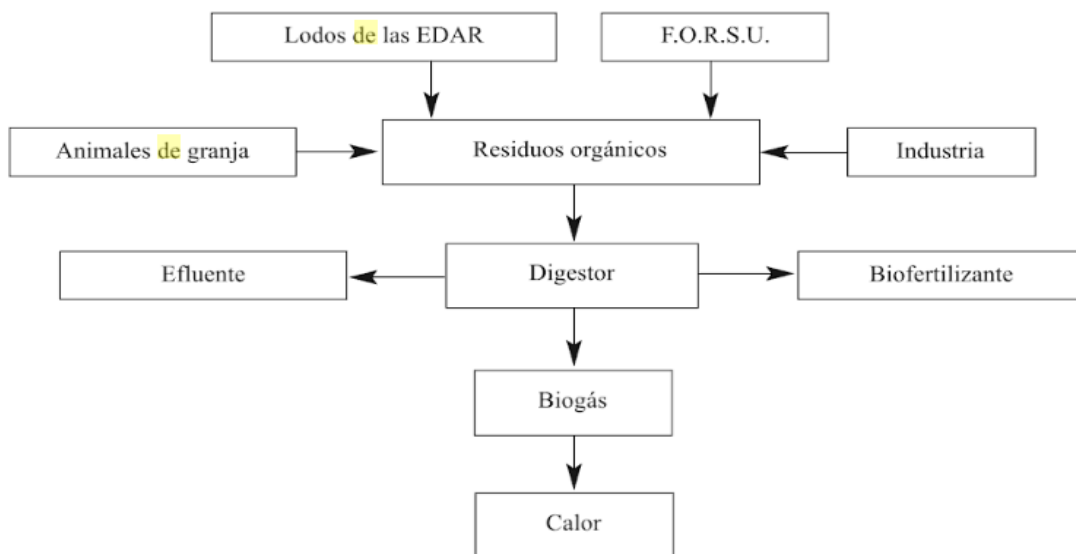 Lodos de las EDAR
F.O.R.S.U.
Animales de granja
Residuos orgánicos
Industria
Efluente
Digestor
Biofertilizante
Biogás
Calor